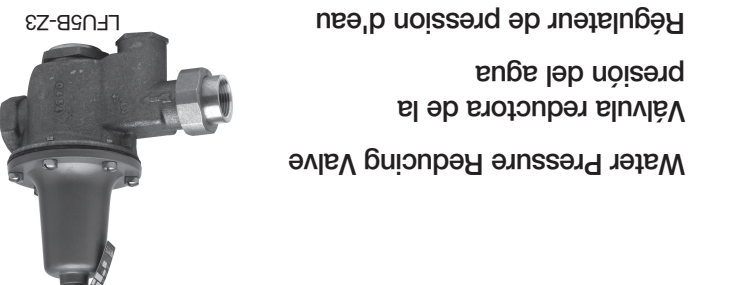 Water Pressure Reducing Valve
Válvula reductora de la
presión del agua
Régulateur de pression d'eau
LFU5B-Z3